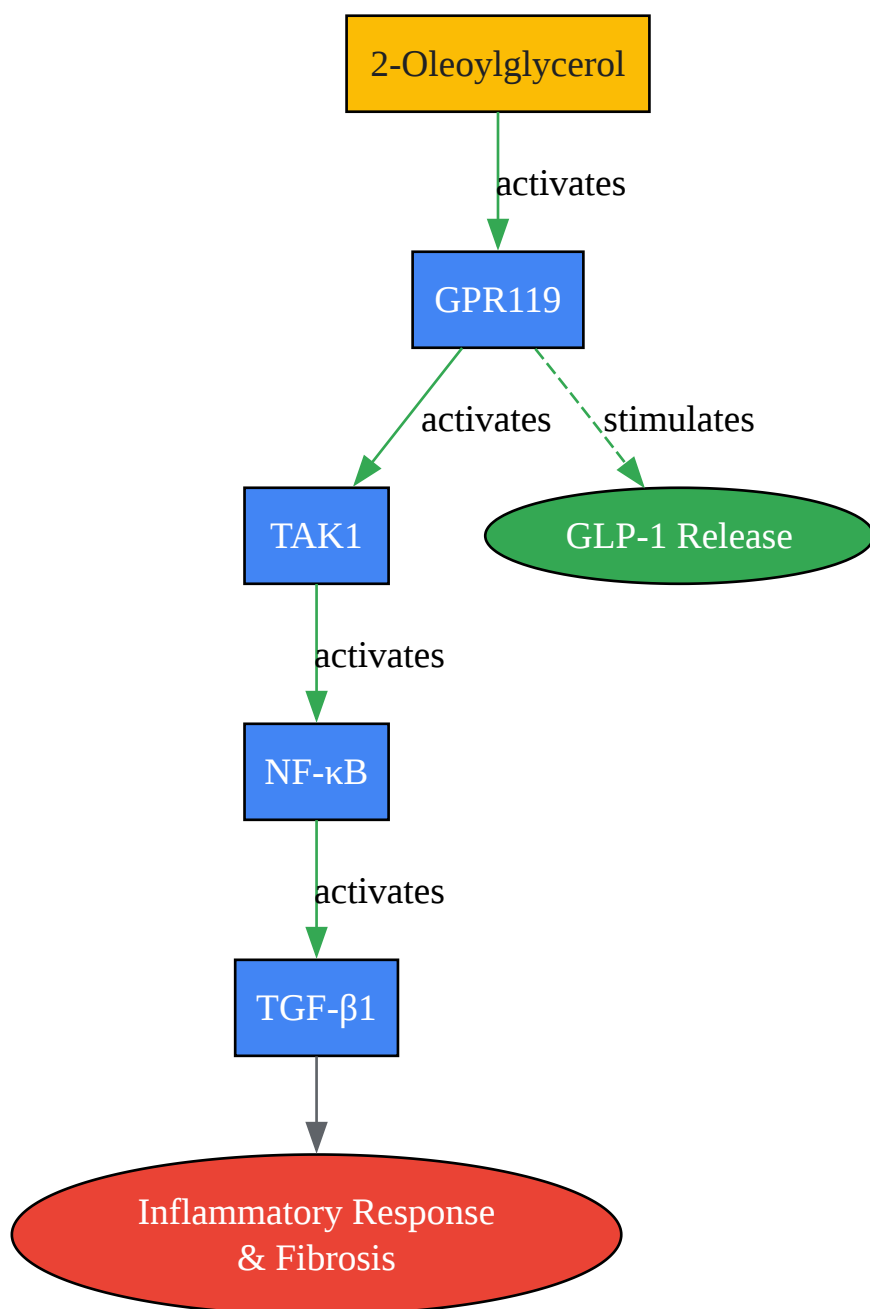 2-Oleoylglycerol
activates
GPR119
activates
stimulates
TAK1
GLP-1 Release
activates
NF-κB
activates
TGF-β1
Inflammatory Response
& Fibrosis